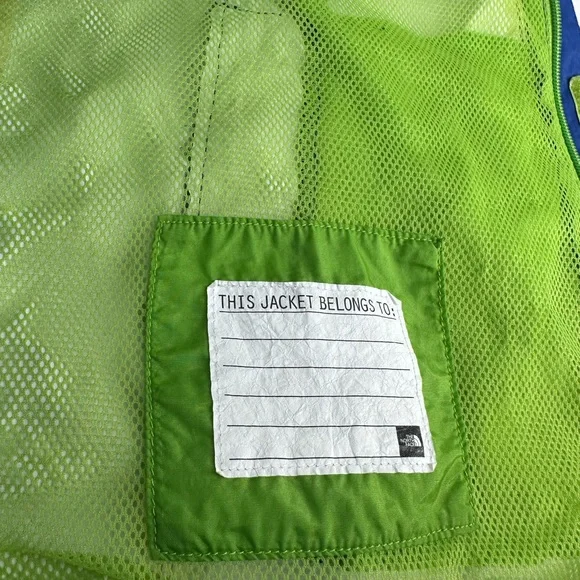 THIS JACKET BELONGS TO:
THE
NORTH
FACE